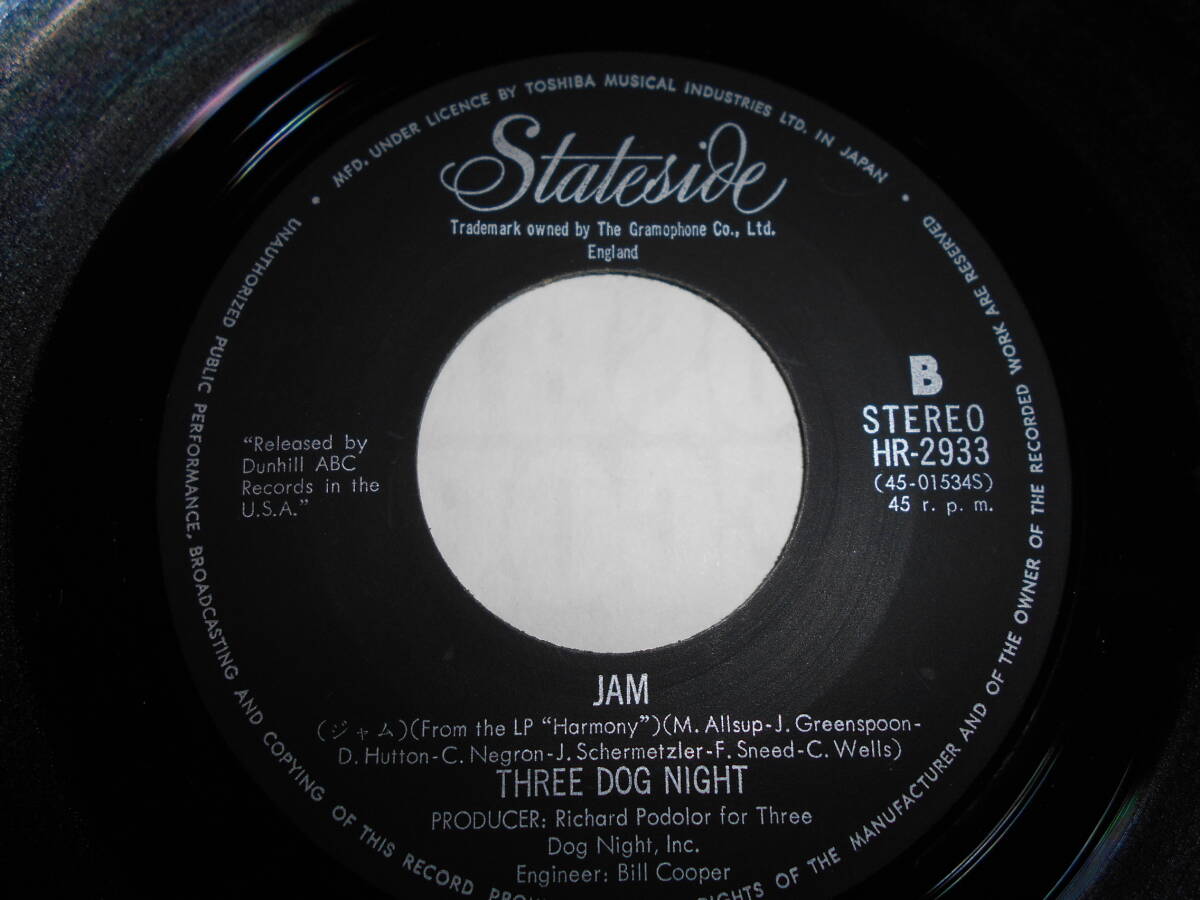 MFD. UNDER LICENCE BY TOSHIBA MUSICAL INDUSTRIES LTD. IN JAPAN
Stateside
Trademark owned by The Gramophone Co., Ltd.
England
B
STEREO
HR-2933
(45-01534S)
45 r. p. m.
"Released by
Dunhill ABC
Records in the
U.S.A."
JAM
(ジャム)(From the LP "Harmony")(M. Allsup-J. Greenspoon-
D. Hutton-C. Negron-J. Schermetzler-F. Sneed-C. Wells)
THREE DOG NIGHT
PRODUCER: Richard Podolor for Three
Dog Night, Inc.
Engineer: Bill Cooper
UNAUTHORIZED PUBLIC PERFORMANCE, BROADCASTING AND COPYING OF THIS RECORD
RIGHTS OF THE MANUFACTURER AND OF THE OWNER OF THE RECORDED WORK ARE RESERVED